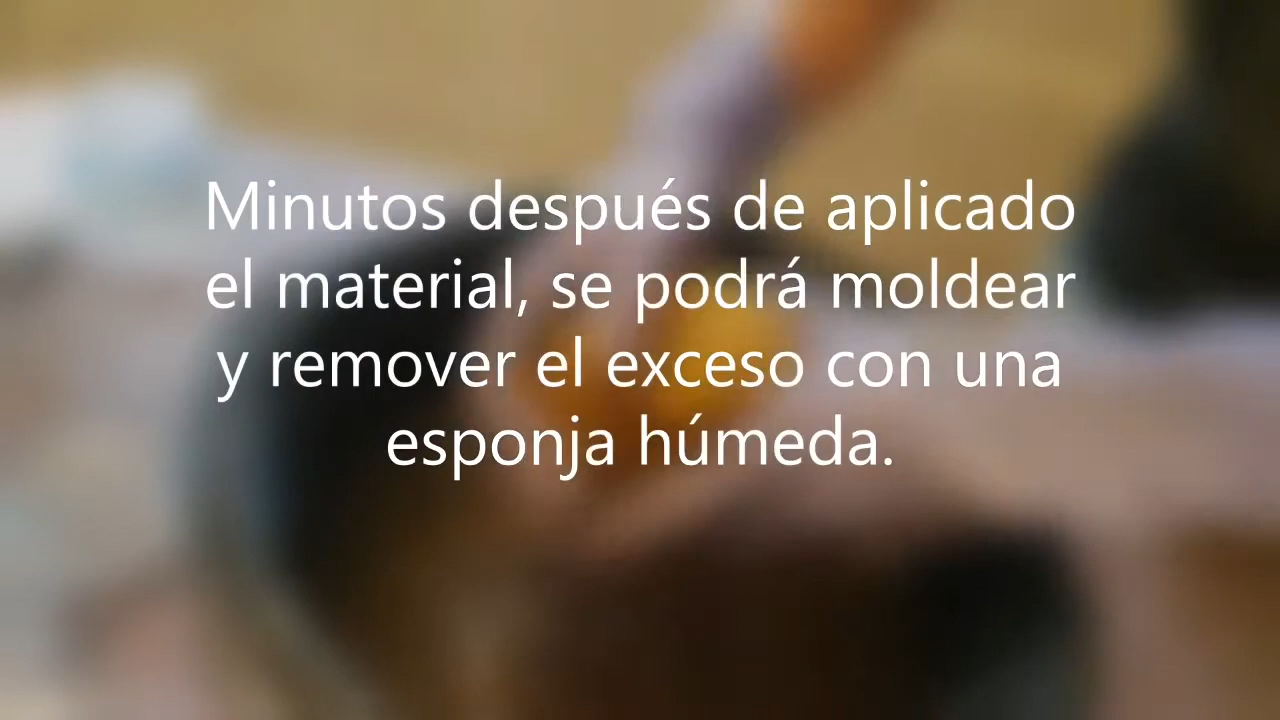 Minutos después de aplicado
el material, se podrá moldear
y remover el exceso con una
esponja húmeda.